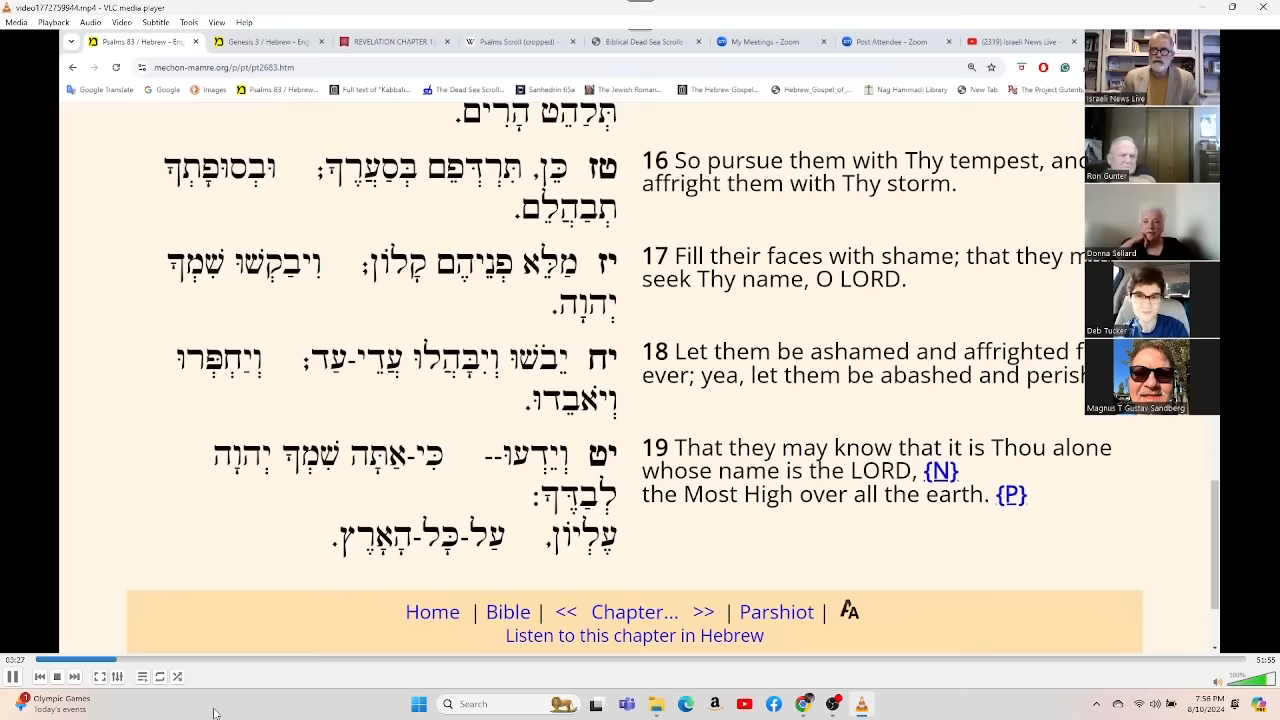 video1772759944.mp4 - VLC media player
Media Playback Audio Video Subtitle Tools View Help
Psalms 83 / Hebrew - Eng
Genesis 3 / Hebrew - Eng
REVELATION CHAPTER 1
Psalms Scroll (cropped) -
Biblical Dead Sea Scrolls
My Meetings - Zoom
Post Attendee - Zoom
(2319) Israeli News Live -
mechon-mamre.org/p/pt/pt2683.htm
Google Translate
Google
Images
Psalms 83 / Hebrew...
Full text of "Kabbali...
The Dead Sea Scrol...
Sanhedrin 65a
The Jewish Roman...
The Hebrew Gospel...
Hebrew_Gospel_of_...
Nag Hammadi Library
New Tab
The Project Gutenb
תְּלַהֵט הָרִים.
טז כֵּן, תִּרְדְּפֵם בְּסַעֲרֶךָ; וּבְסוּפָתְךָ
תְבַהֲלֵם.
16 So pursue them with Thy tempest, and
affright them with Thy storm.
יז מַלֵּא פְנֵיהֶם קָלוֹן; וִיבַקְשׁוּ שִׁמְךָ
יְהוָה.
17 Fill their faces with shame; that they m
seek Thy name, O LORD.
יח יֵבֹשׁוּ וְיִבָּהֲלוּ עֲדֵי-עַד; וְיַחְפְּרוּ
וְיֹאבֵדוּ.
18 Let them be ashamed and affrighted f
ever; yea, let them be abashed and perish
יט וְיֵדְעוּ-- כִּי-אַתָּה שִׁמְךָ יְהוָה
לְבַדֶּךָ:
עֶלְיוֹן, עַל-כָּל-הָאָרֶץ.
19 That they may know that it is Thou alone
whose name is the LORD, {N}
the Most High over all the earth. {P}
Home | Bible | << Chapter... >> | Parshiot |
Listen to this chapter in Hebrew
Israeli News Live
Ron Gunter
Donna Sellard
Deb Tucker
Magnus T Gustav Sandberg
03:27
51:55
100%
Olympic Games
Today's events
Search
7:56 PM
8/10/2024